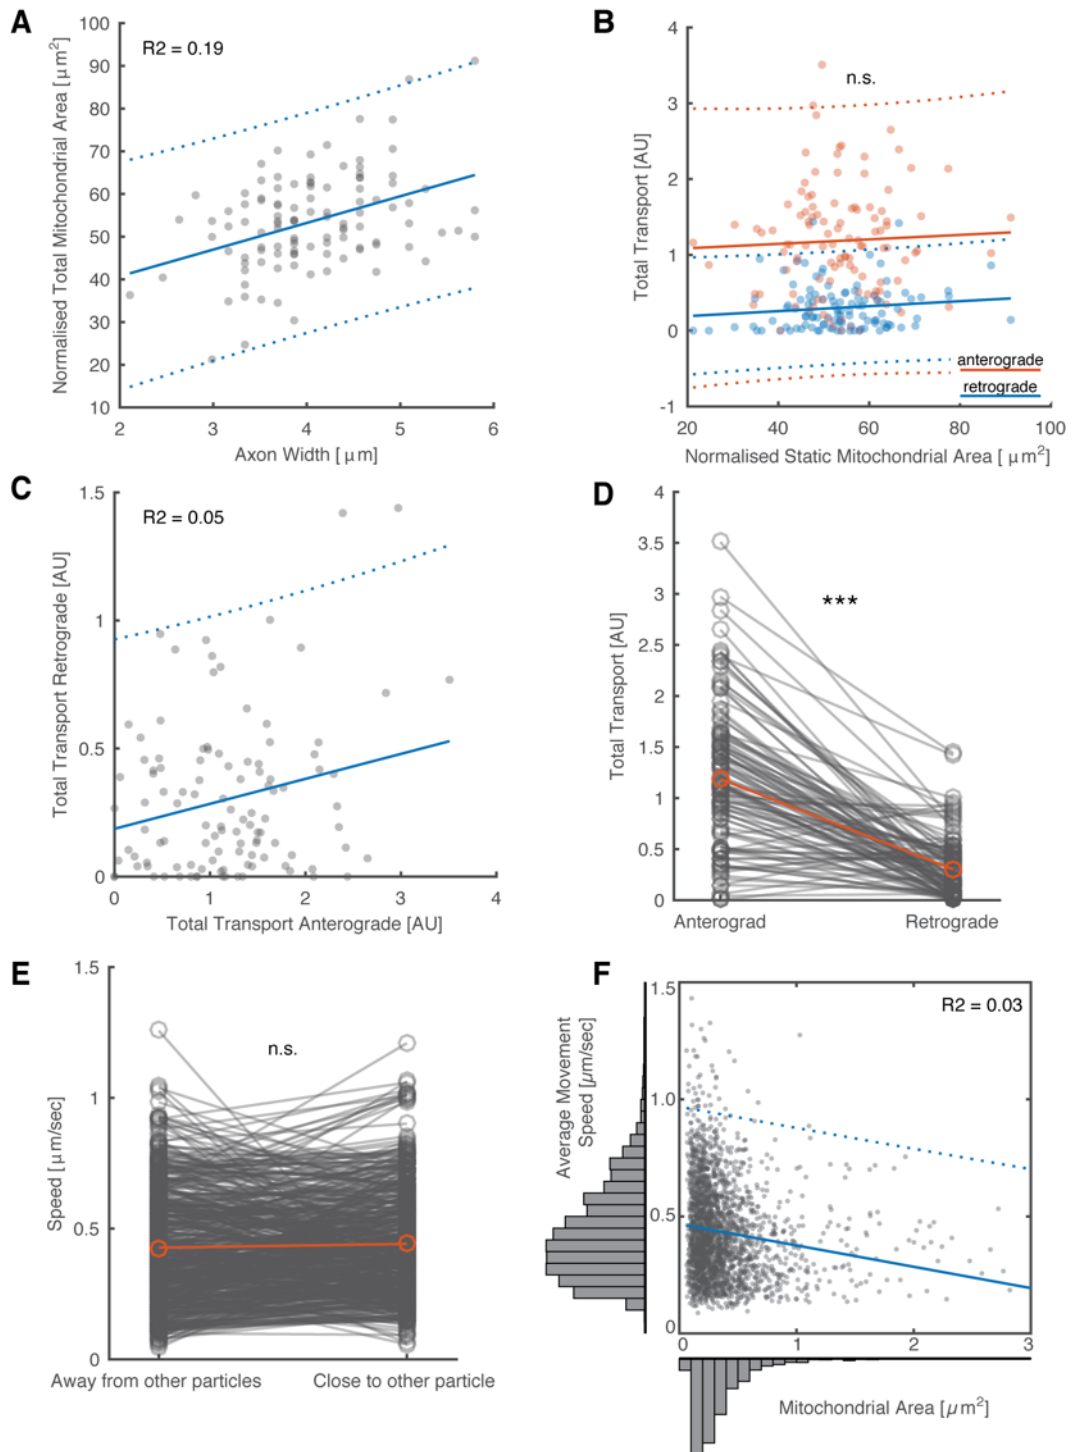 A
R2 = 0.19
Normalised Total Mitochondrial Area [ μm²]
100
90
80
70
60
50
40
30
20
10
2
3
4
5
6
Axon Width [ μm]
B
n.s.
Total Transport [AU]
4
3
2
1
0
-1
anterograde
retrograde
20
40
60
80
100
Normalised Static Mitochondrial Area [ μm²]
C
R2 = 0.05
Total Transport Retrograde [AU]
1.5
1
0.5
0
0
1
2
3
4
Total Transport Anterograde [AU]
D
***
Total Transport [AU]
4
3.5
3
2.5
2
1.5
1
0.5
0
Anterograd
Retrograde
E
n.s.
Speed [μm/sec]
1.5
1
0.5
0
Away from other particles
Close to other particle
F
R2 = 0.03
Average Movement
Speed [μm/sec]
1.5
1.0
0.5
0
0
1
2
3
Mitochondrial Area [μm²]